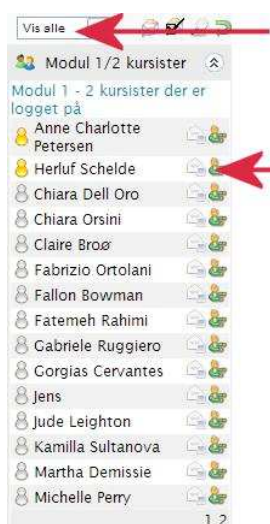 Vis alle
Modul 1/2 kursister
Modul 1 - 2 kursister der er
logget på
Anne Charlotte
Petersen
Herluf Schelde
Chiara Dell Oro
Chiara Orsini
Claire Broø
Fabrizio Ortolani
Fallon Bowman
Fatemeh Rahimi
Gabriele Ruggiero
Gorgias Cervantes
Jens
Jude Leighton
Kamilla Sultanova
Martha Demissie
Michelle Perry
1 2